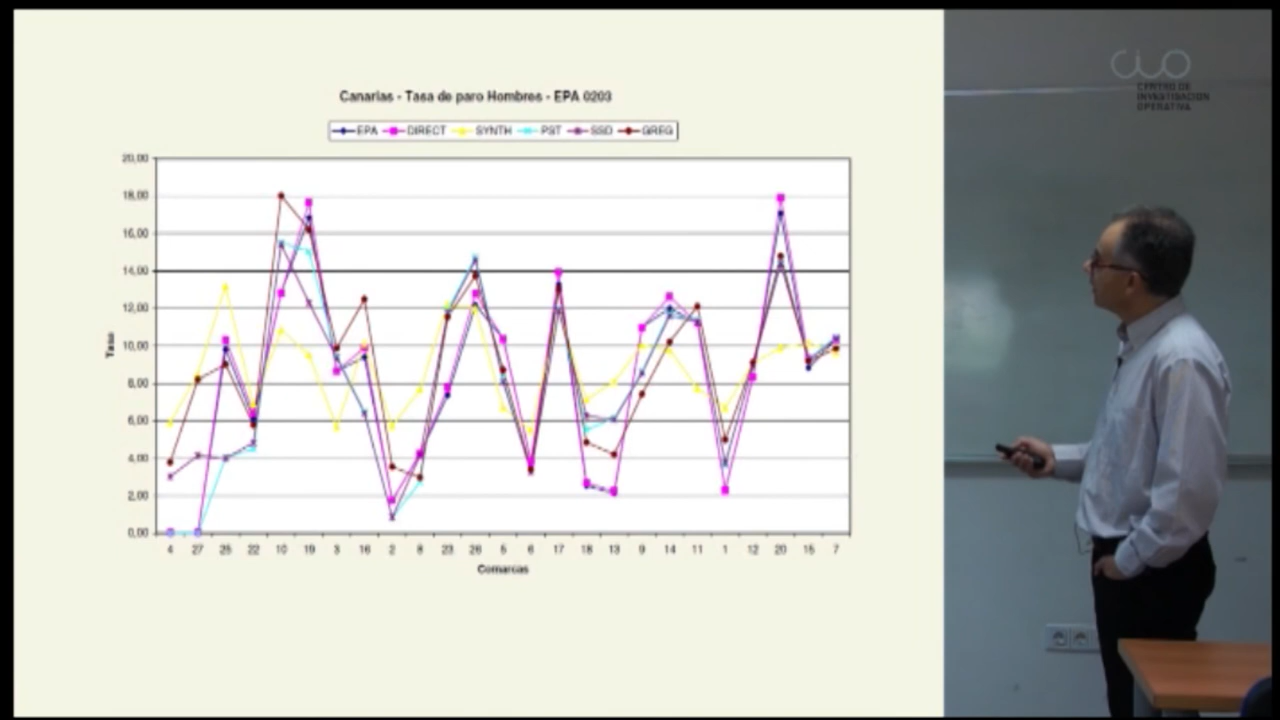 Canarias - Tasa de paro Hombres - EPA 0203
EPA DIRECT SYNTH PST SSD GREG
20,00
18,00
16,00
14,00
12,00
10,00
8,00
6,00
4,00
2,00
0,00
Tasa
4 27 25 22 10 19 3 16 2 8 23 26 5 6 17 18 13 9 14 11 1 12 20 15 7
Comarcas
CIO
CENTRO DE
INVESTIGACIÓN
OPERATIVA